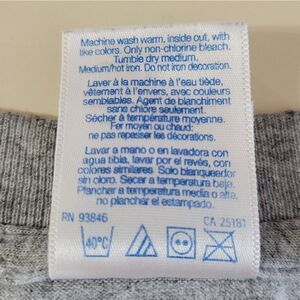 Machine wash warm, inside out, with
like colors. Only non-chlorine bleach.
Tumble dry medium.
Medium/hot iron. Do not iron decoration.
Laver à la machine à l'eau tiède,
vêtement à l'envers, avec couleurs
semblables. Agent de blanchiment
sans chlore seulement.
Sécher à température moyenne.
Fer moyen ou chaud:
ne pas repasser les décorations.
Lavar a mano o en lavadora con
agua tibia, lavar por el revés, con
colores similares. Solo blanqueador
sin cloro. Secar a temperatura baja.
Planchar a temperatura media o alta,
no planchar el estampado.
RN 93846 CA 25181
40°C